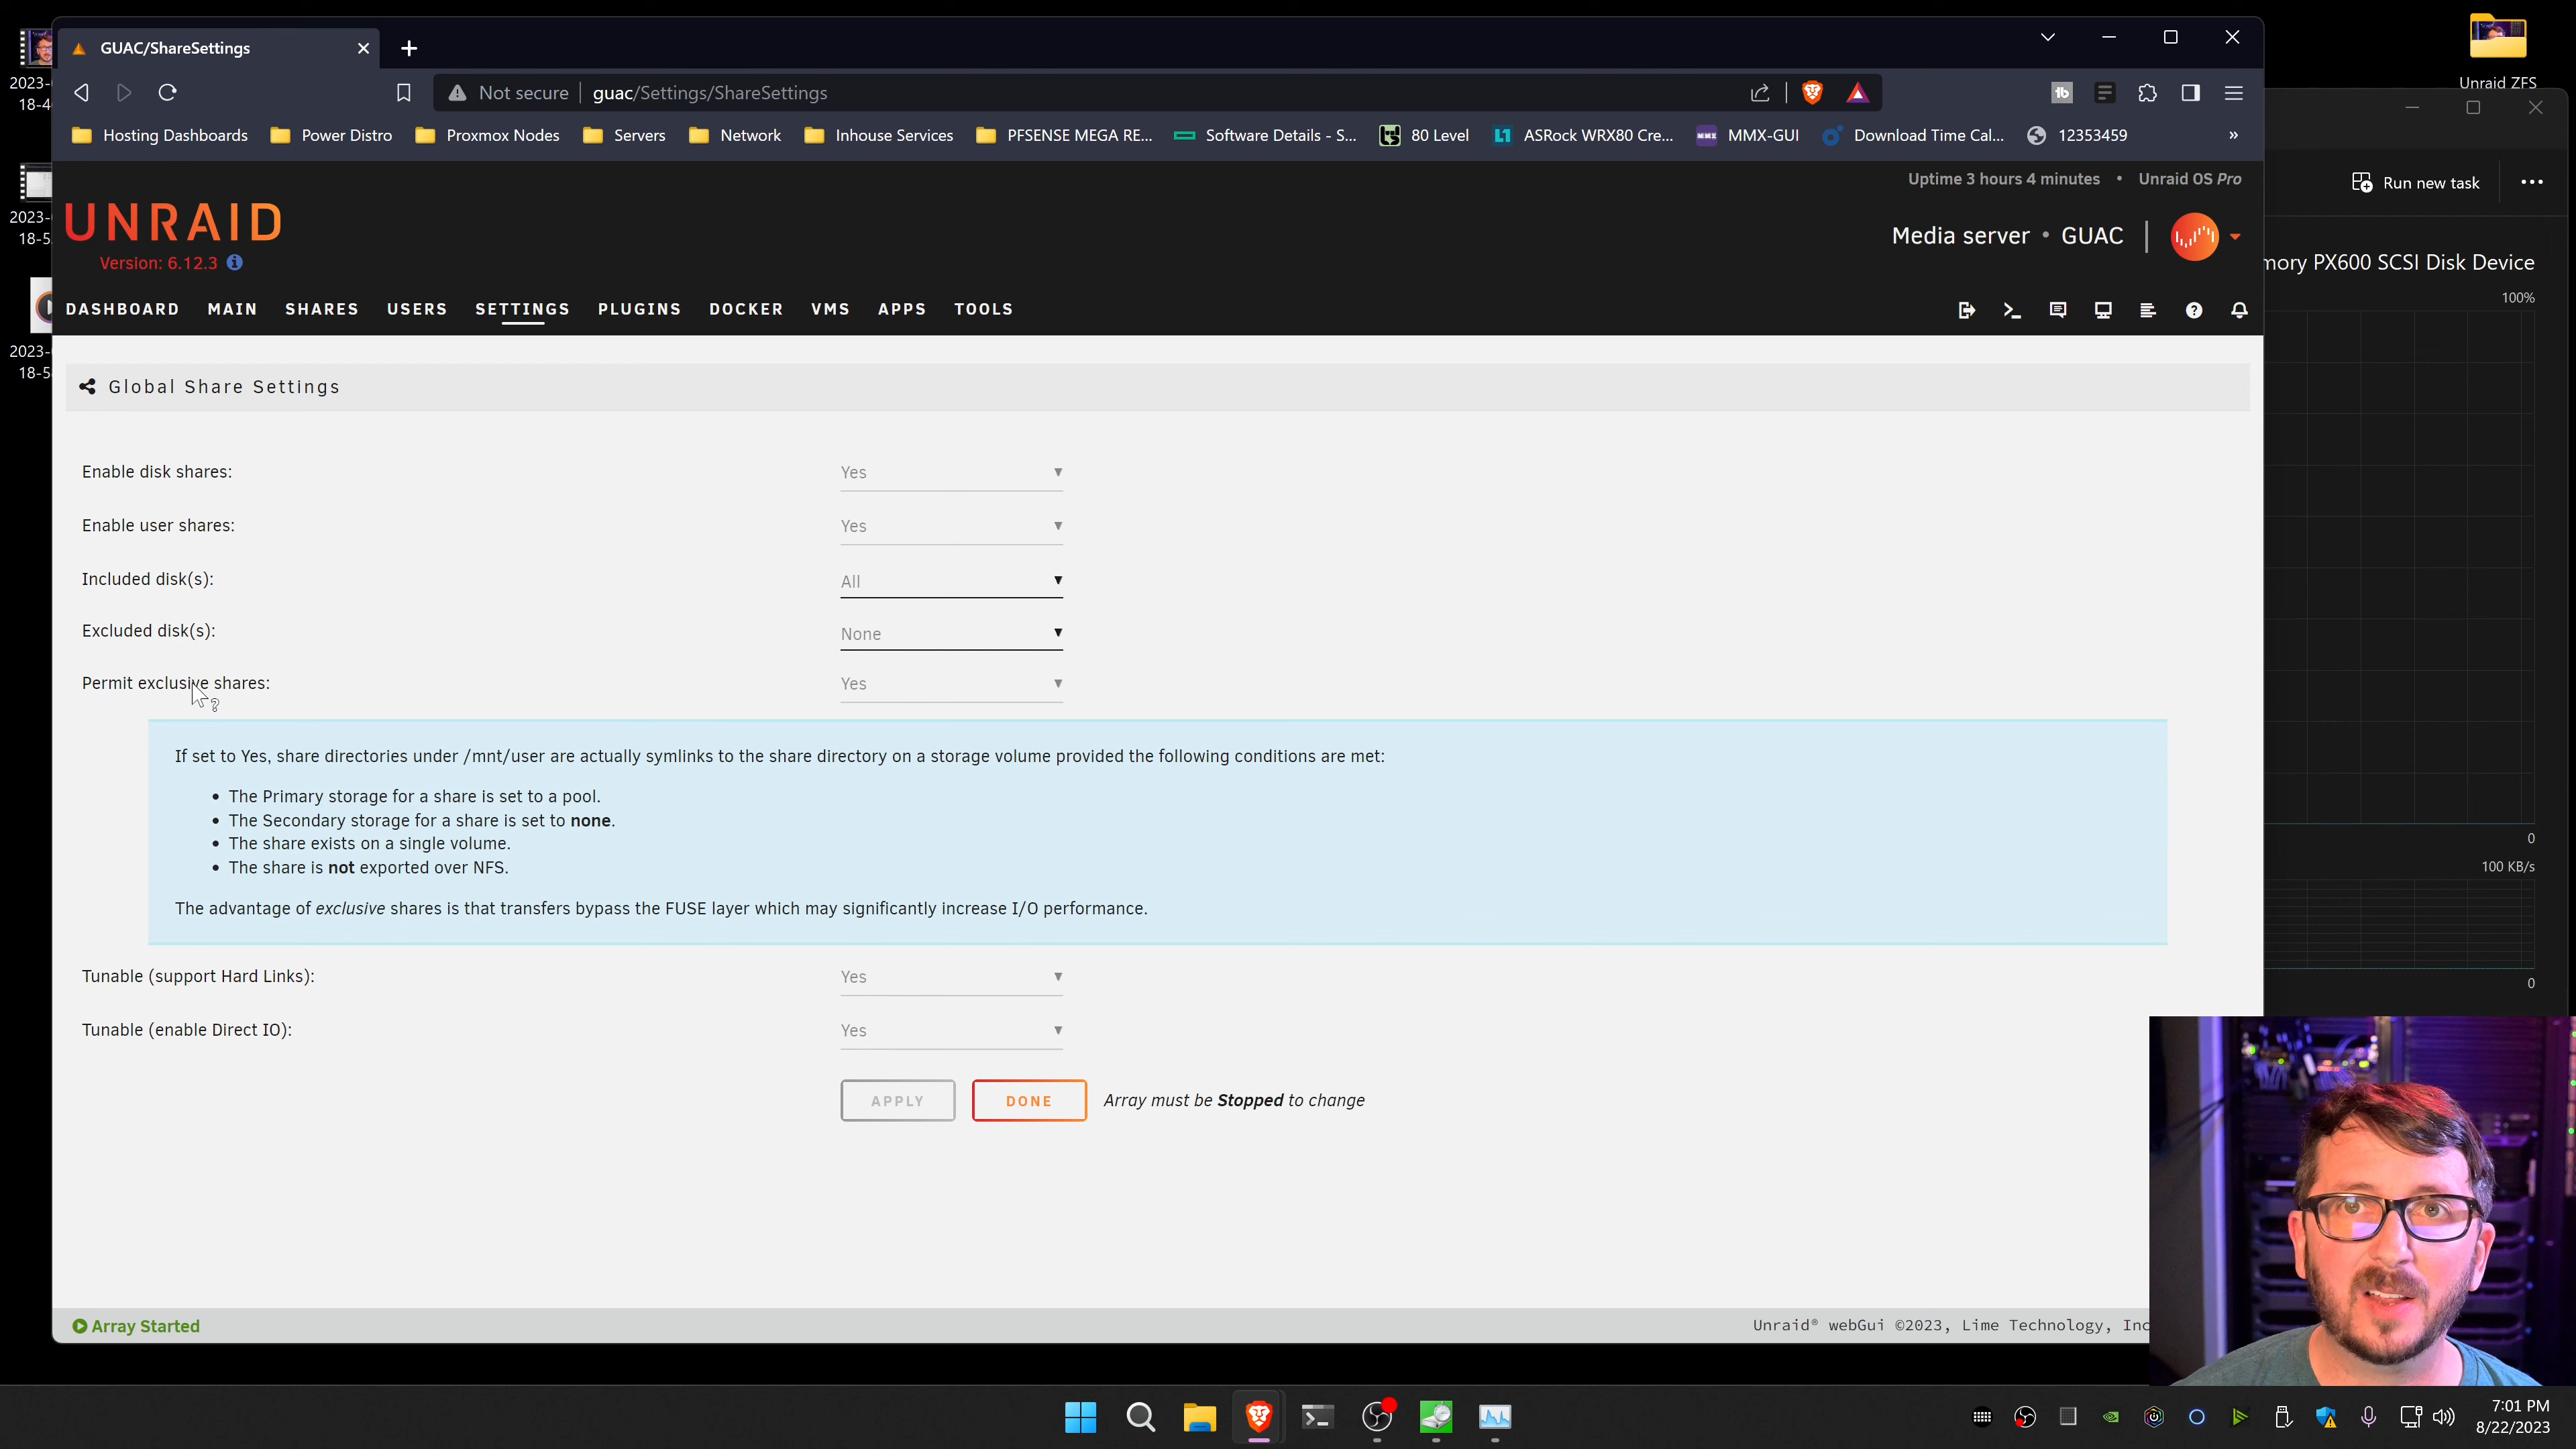 GUAC/ShareSettings
Unraid ZFS
2023-
18-4
Not secure guac/Settings/ShareSettings
Hosting Dashboards Power Distro Proxmox Nodes Servers Network Inhouse Services PFSENSE MEGA RE... Software Details - S... 80 Level ASRock WRX80 Cre... MMX-GUI Download Time Cal... 12353459 »
Uptime 3 hours 4 minutes • Unraid OS Pro
Run new task
UNRAID
Version: 6.12.3
Media server • GUAC
2023-
18-5
mory PX600 SCSI Disk Device
100%
DASHBOARD MAIN SHARES USERS SETTINGS PLUGINS DOCKER VMS APPS TOOLS
2023-
18-5
Global Share Settings
Enable disk shares: Yes
Enable user shares: Yes
Included disk(s): All
Excluded disk(s): None
Permit exclusive shares: Yes
If set to Yes, share directories under /mnt/user are actually symlinks to the share directory on a storage volume provided the following conditions are met:
• The Primary storage for a share is set to a pool.
• The Secondary storage for a share is set to none.
• The share exists on a single volume.
• The share is not exported over NFS.
The advantage of exclusive shares is that transfers bypass the FUSE layer which may significantly increase I/O performance.
0
100 KB/s
0
Tunable (support Hard Links): Yes
Tunable (enable Direct IO): Yes
APPLY DONE Array must be Stopped to change
Array Started
Unraid® webGui ©2023, Lime Technology, Inc
7:01 PM
8/22/2023